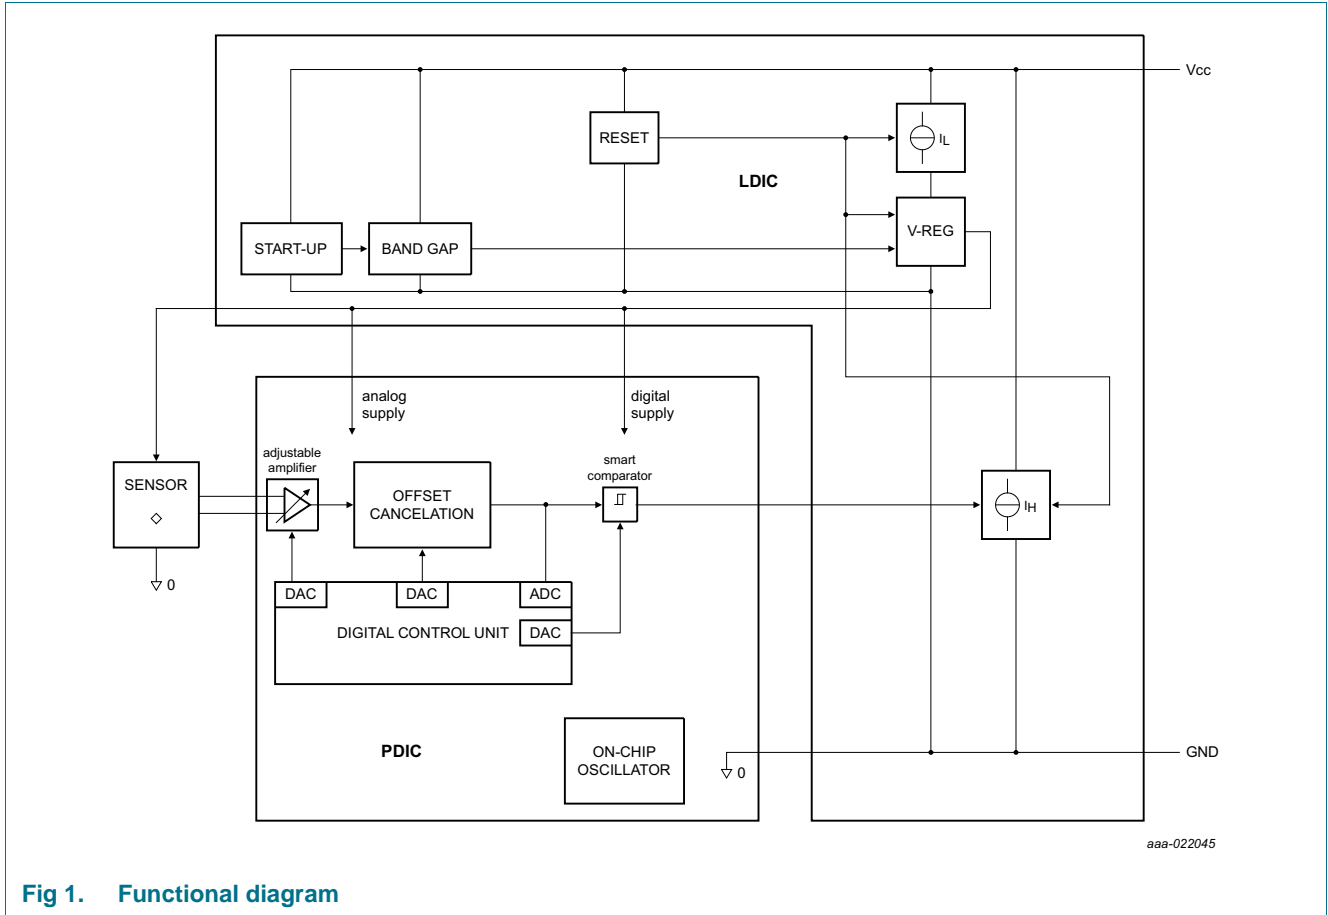 Vcc
RESET
IL
LDIC
START-UP
BAND GAP
V-REG
analog
supply
digital
supply
adjustable
amplifier
smart
comparator
SENSOR
OFFSET
CANCELATION
IH
0
DAC
DAC
ADC
DIGITAL CONTROL UNIT
DAC
PDIC
ON-CHIP
OSCILLATOR
0
GND
aaa-022045
Fig 1. Functional diagram